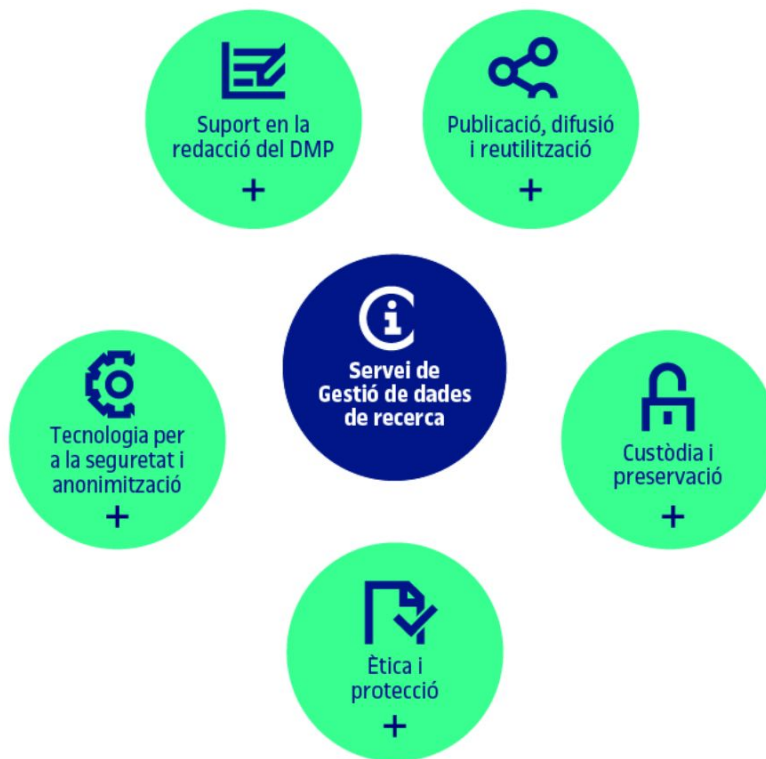 Suport en la
redacció del DMP
+
Publicació, difusió
i reutilització
+
Servei de
Gestió de dades
de recerca
Tecnologia per
a la seguretat i
anonimització
+
Custòdia i
preservació
+
Ètica i
protecció
+